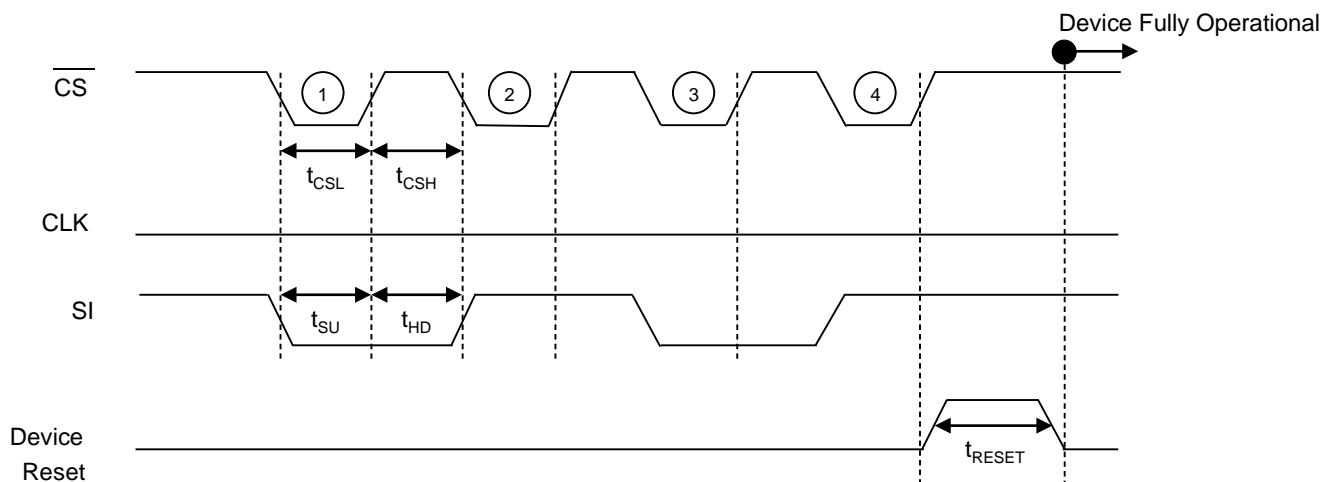 Device Fully Operational
CS
1
2
3
4
tCSL
tCSH
CLK
SI
tSU
tHD
Device
Reset
tRESET